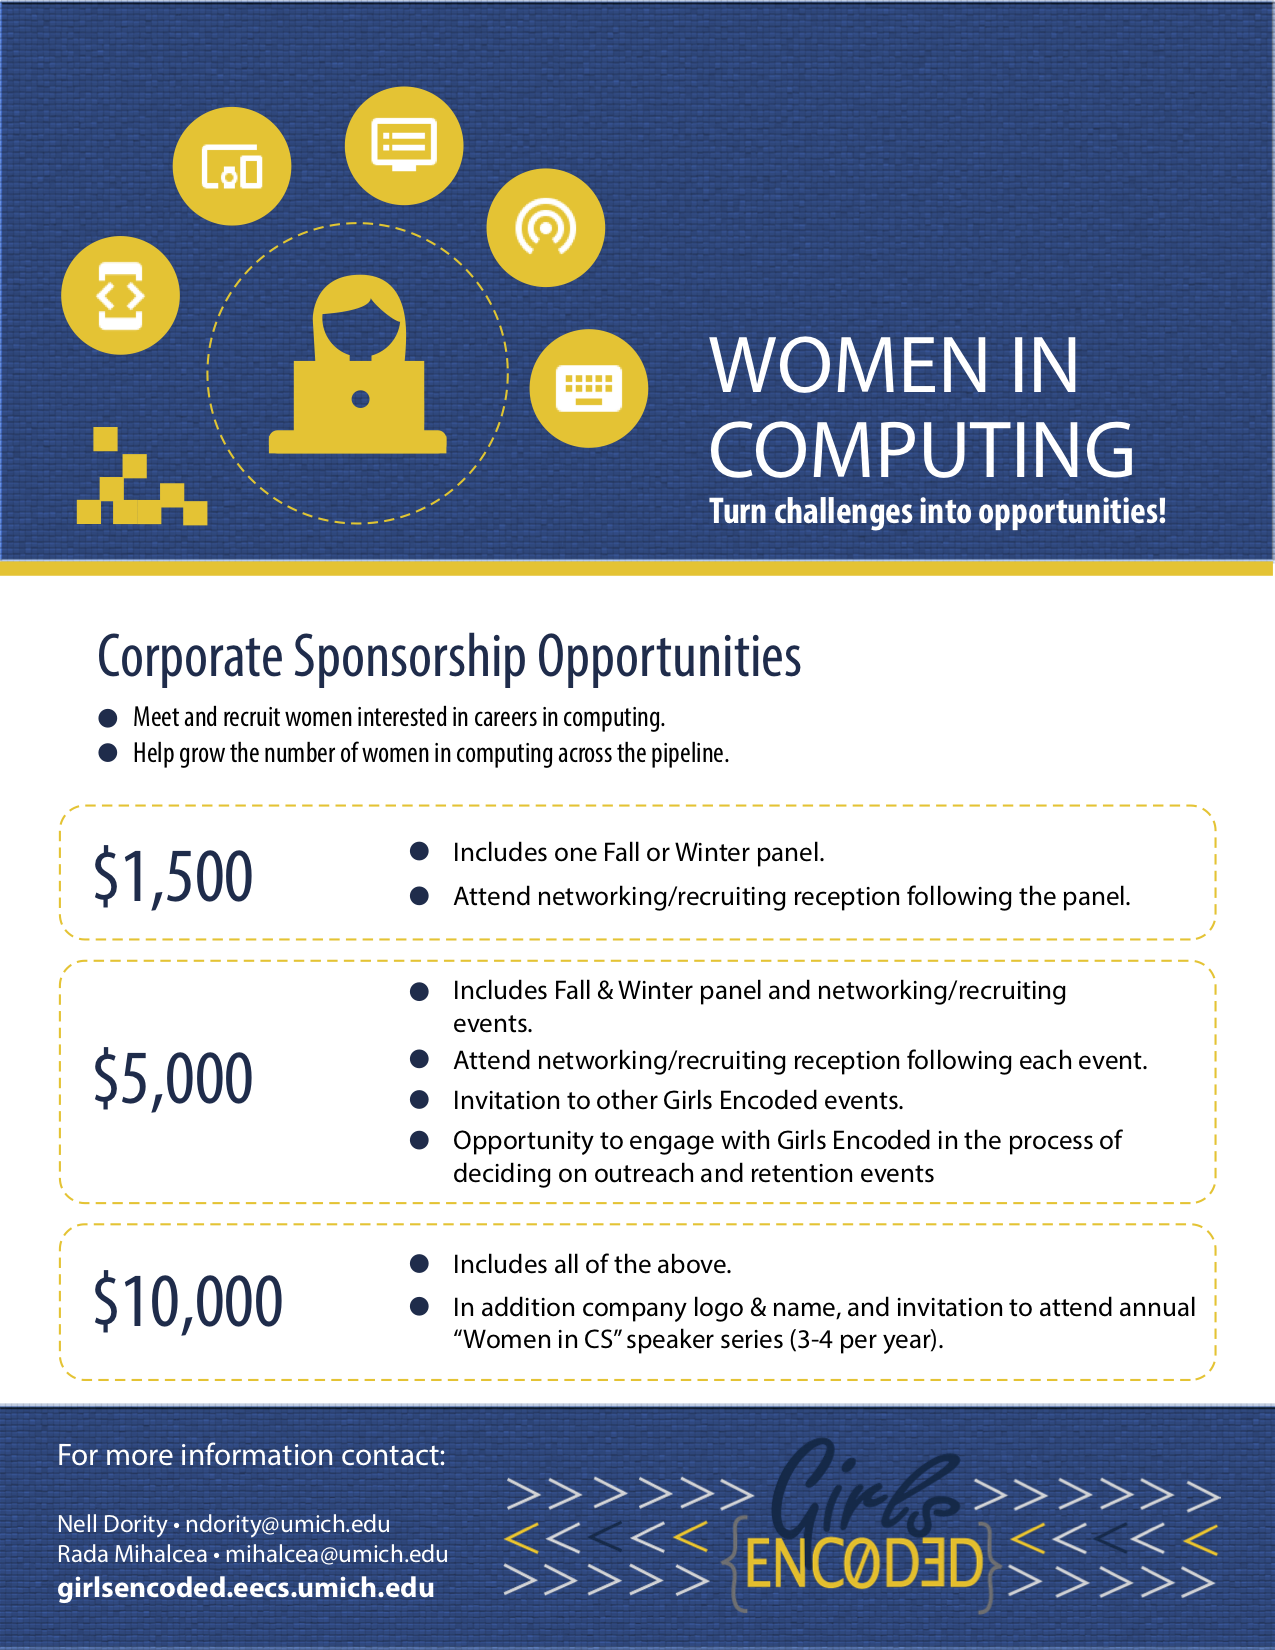 WOMEN IN
COMPUTING
Turn challenges into opportunities!
Corporate Sponsorship Opportunities
● Meet and recruit women interested in careers in computing.
● Help grow the number of women in computing across the pipeline.
$1,500
● Includes one Fall or Winter panel.
● Attend networking/recruiting reception following the panel.
$5,000
● Includes Fall & Winter panel and networking/recruiting
events.
● Attend networking/recruiting reception following each event.
● Invitation to other Girls Encoded events.
● Opportunity to engage with Girls Encoded in the process of
deciding on outreach and retention events
$10,000
● Includes all of the above.
● In addition company logo & name, and invitation to attend annual
“Women in CS” speaker series (3-4 per year).
For more information contact:
Nell Dority • ndority@umich.edu
Rada Mihalcea • mihalcea@umich.edu
girlsencoded.eecs.umich.edu
Girls
{ENC0DED}